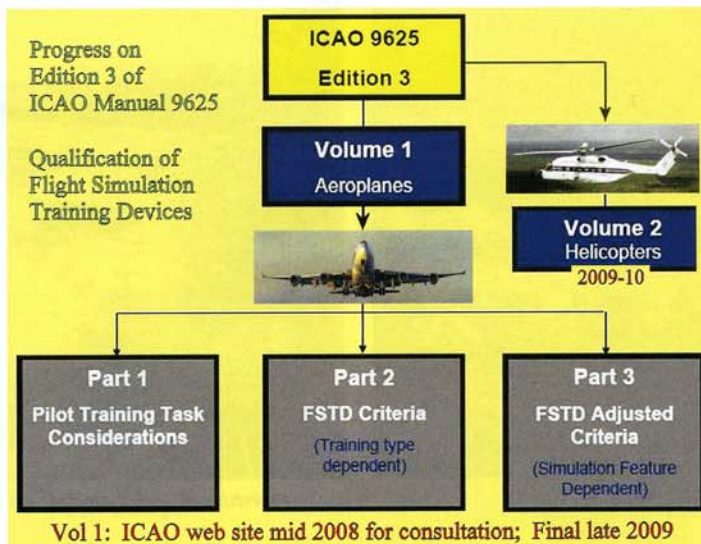 Progress on
Edition 3 of
ICAO Manual 9625
Qualification of
Flight Simulation
Training Devices
ICAO 9625
Edition 3
Volume 1
Aeroplanes
Volume 2
Helicopters
2009-10
Part 1
Pilot Training Task
Considerations
Part 2
FSTD Criteria
(Training type
dependent)
Part 3
FSTD Adjusted
Criteria
(Simulation Feature
Dependent)
Vol 1: ICAO web site mid 2008 for consultation; Final late 2009